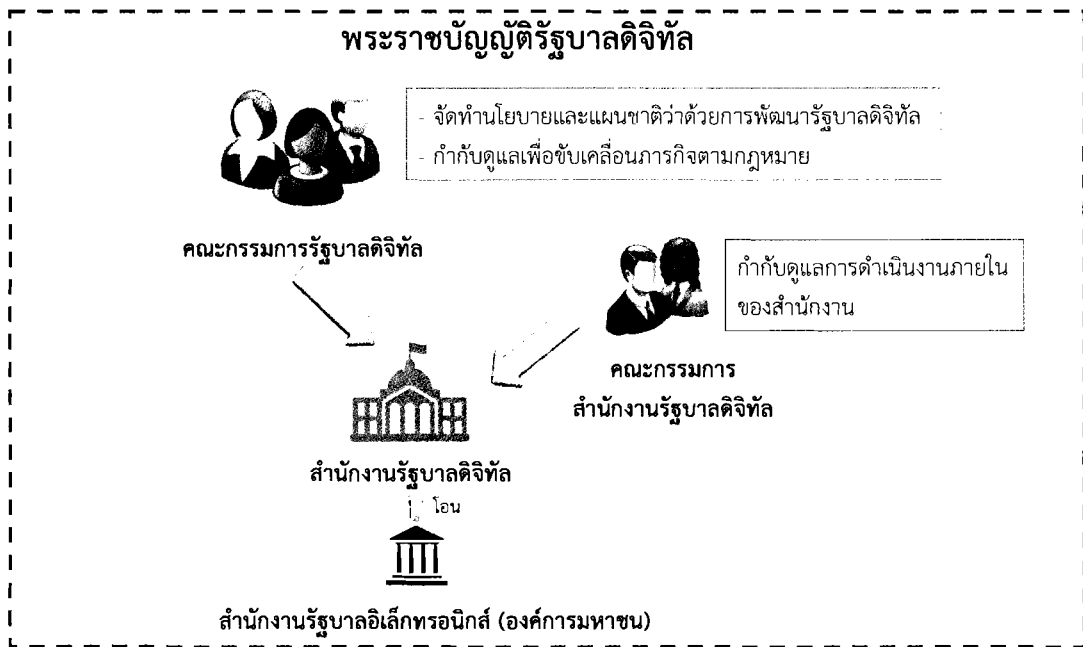 พระราชบัญญัติรัฐบาลดิจิทัล
- จัดทำนโยบายและแผนชาติว่าด้วยการพัฒนารัฐบาลดิจิทัล
- กำกับดูแลเพื่อขับเคลื่อนภารกิจตามกฎหมาย
คณะกรรมการรัฐบาลดิจิทัล
กำกับดูแลการดำเนินงานภายใน
ของสำนักงาน
คณะกรรมการ
สำนักงานรัฐบาลดิจิทัล
สำนักงานรัฐบาลดิจิทัล
โอน
สำนักงานรัฐบาลอิเล็กทรอนิกส์ (องค์การมหาชน)